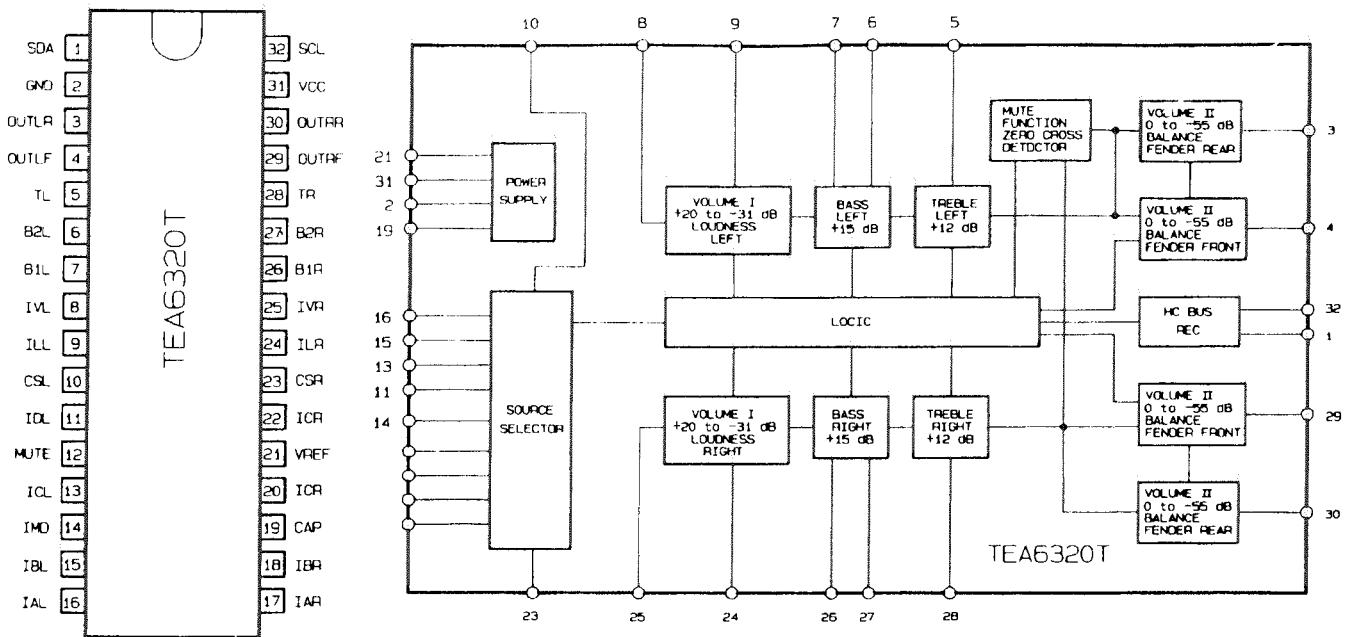 SDA 1
GND 2
OUTLR 3
OUTLF 4
TL 5
B2L 6
B1L 7
IVL 8
ILL 9
CSL 10
IDL 11
MUTE 12
ICL 13
IMO 14
IBL 15
IAL 16
TEA6320T
32 SCL
31 VCC
30 OUTRR
29 OUTRF
28 TR
27 B2R
26 B1R
25 IVR
24 ILR
23 CSR
22 ICR
21 VREF
20 ICR
19 CAP
18 IBR
17 IAR
10 8 9 7 6 5
21
31
2
19
POWER
SUPPLY
16
15
13
11
14
SOURCE
SELECTOR
VOLUME I
+20 to -31 dB
LOUDNESS
LEFT
BASS
LEFT
+15 dB
TREBLE
LEFT
+12 dB
MUTE
FUNCTION
ZERO CROSS
DETDCTOR
VOLUME II
0 to -55 dB
BALANCE
FENDER REAR
3
VOLUME II
0 to -55 dB
BALANCE
FENDER FRONT
4
LOCIC
HC BUS
REC
32
1
VOLUME I
+20 to -31 dB
LOUDNESS
RIGHT
BASS
RIGHT
+15 dB
TREBLE
RIGHT
+12 dB
VOLUME II
0 to -55 dB
BALANCE
FENDER FRONT
29
VOLUME II
0 to -55 dB
BALANCE
FENDER REAR
30
TEA6320T
23 25 24 26 27 28